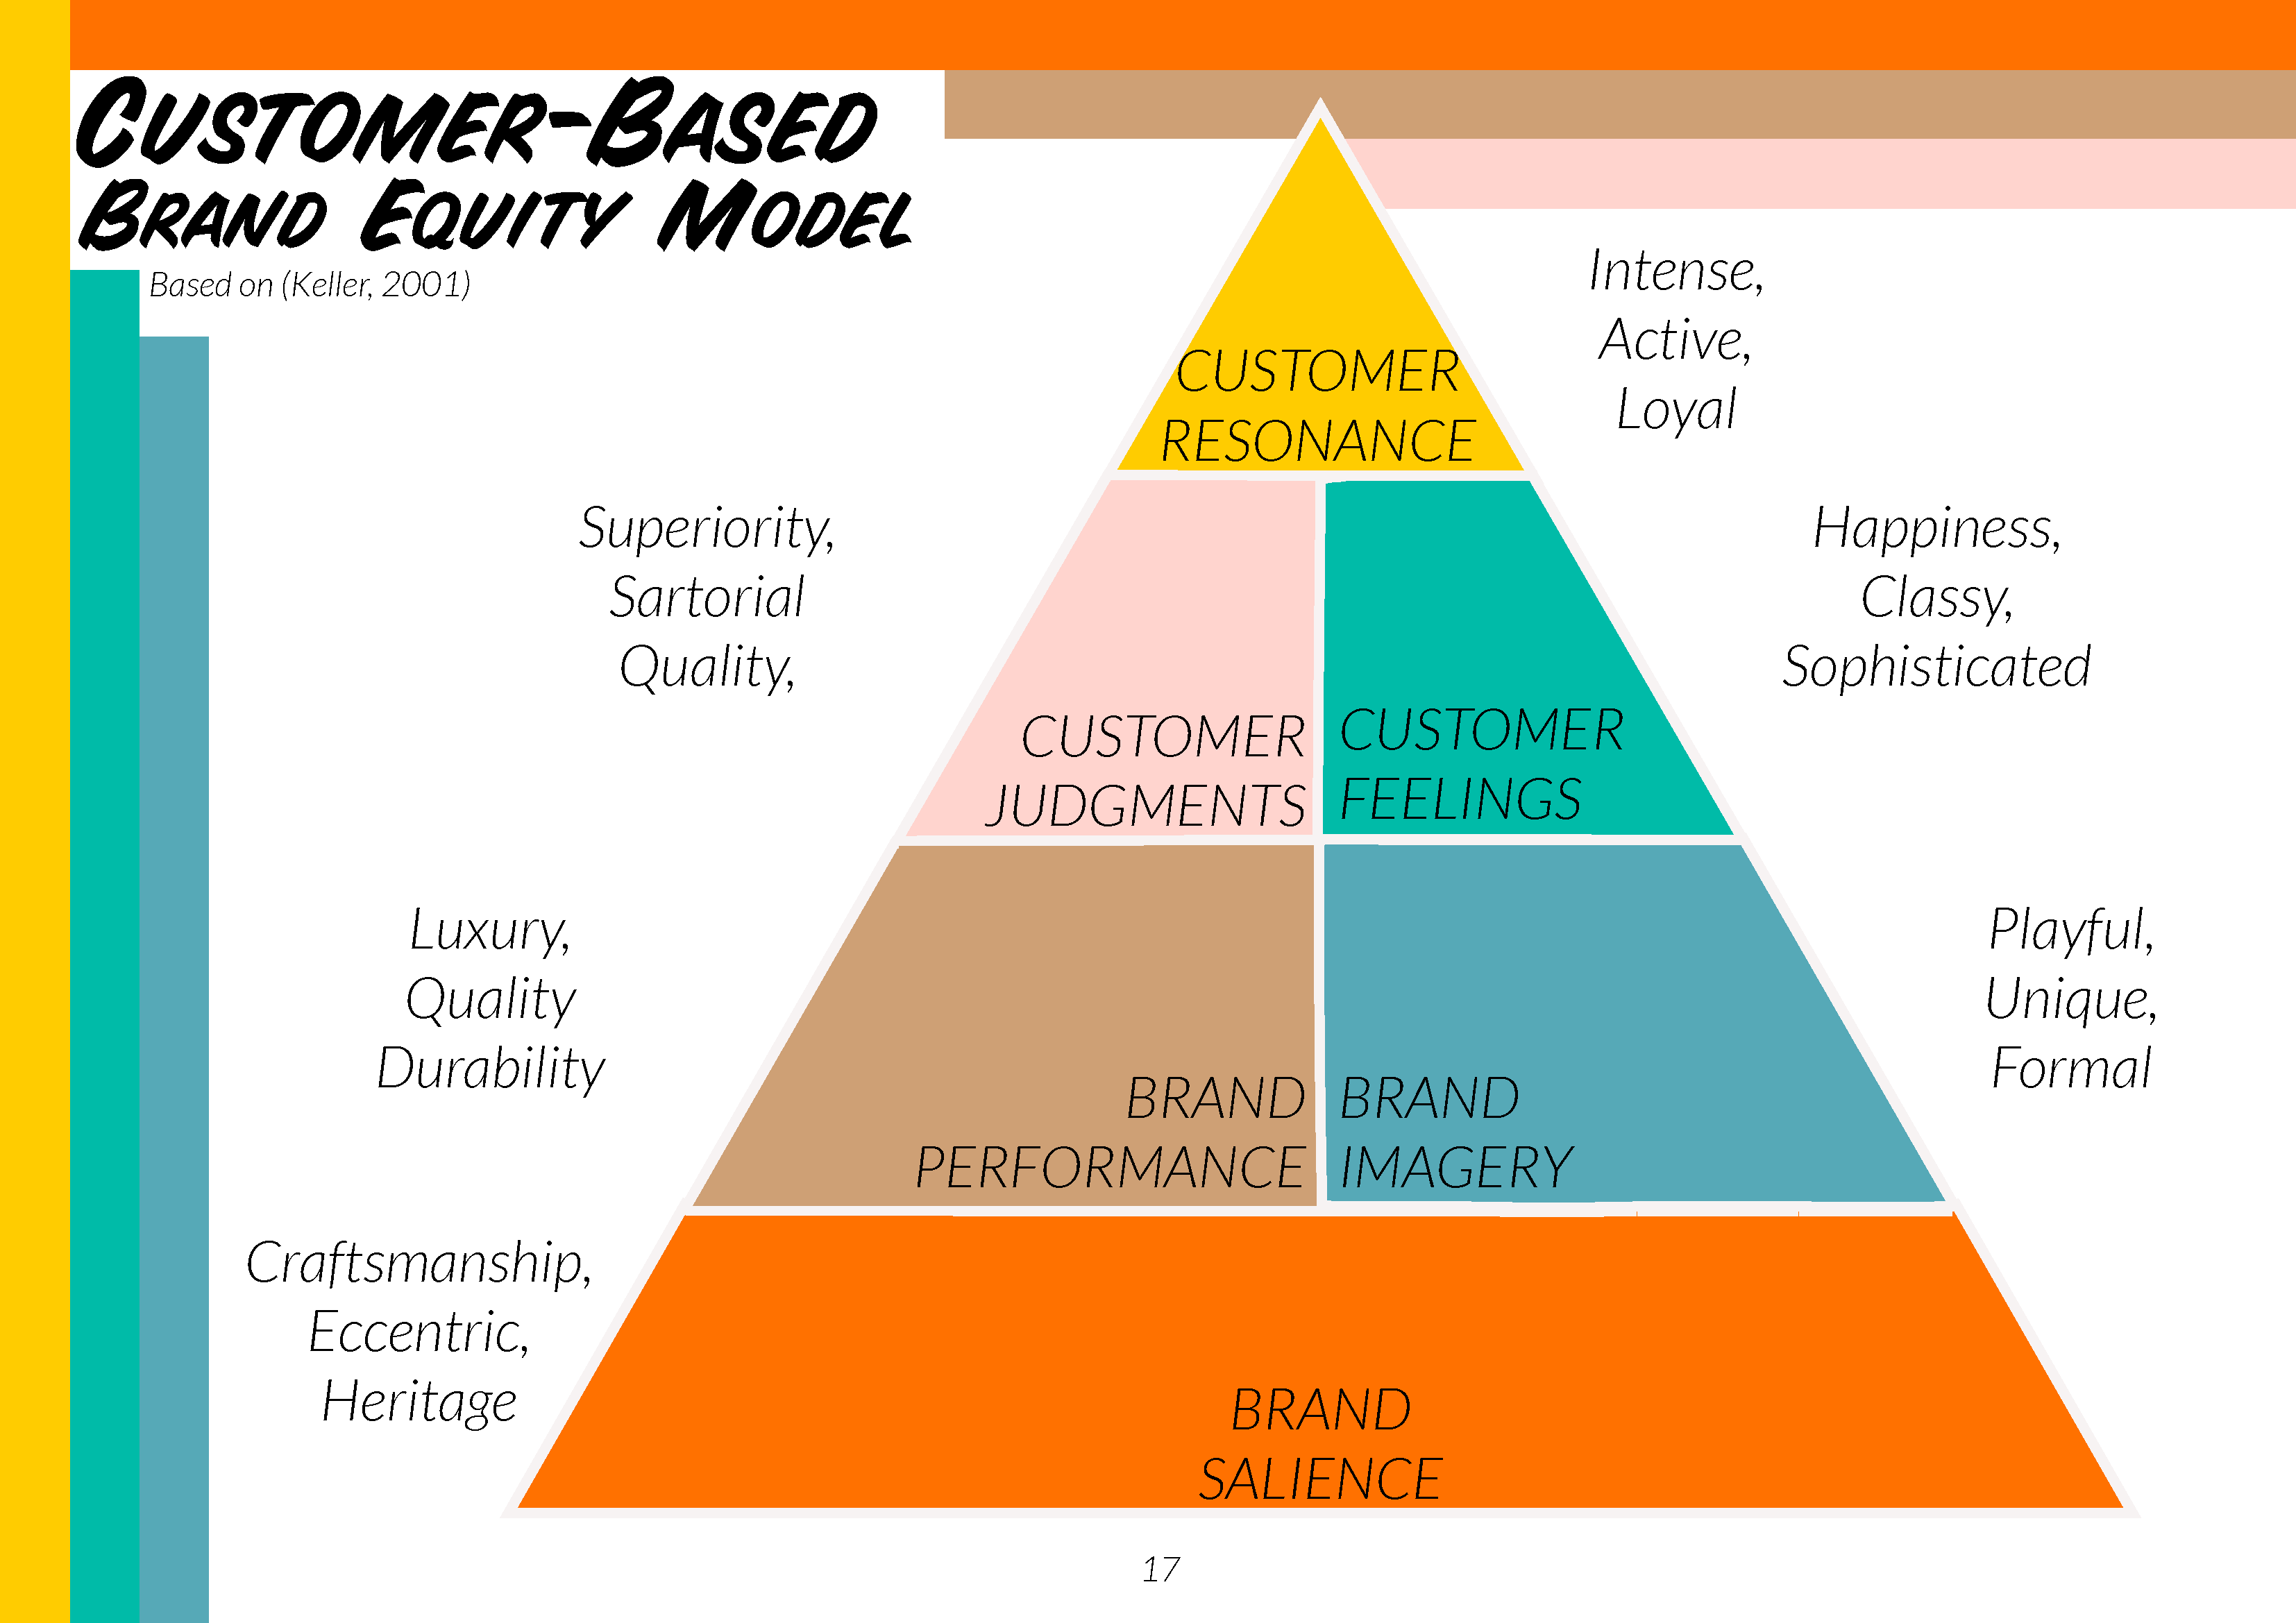 Customer-Based
Brand Equity Model
Based on (Keller, 2001)
Intense,
Active,
Loyal
CUSTOMER
RESONANCE
Superiority,
Sartorial
Quality,
Happiness,
Classy,
Sophisticated
CUSTOMER
JUDGMENTS
CUSTOMER
FEELINGS
Luxury,
Quality
Durability
Playful,
Unique,
Formal
BRAND
PERFORMANCE
BRAND
IMAGERY
Craftsmanship,
Eccentric,
Heritage
BRAND
SALIENCE
17